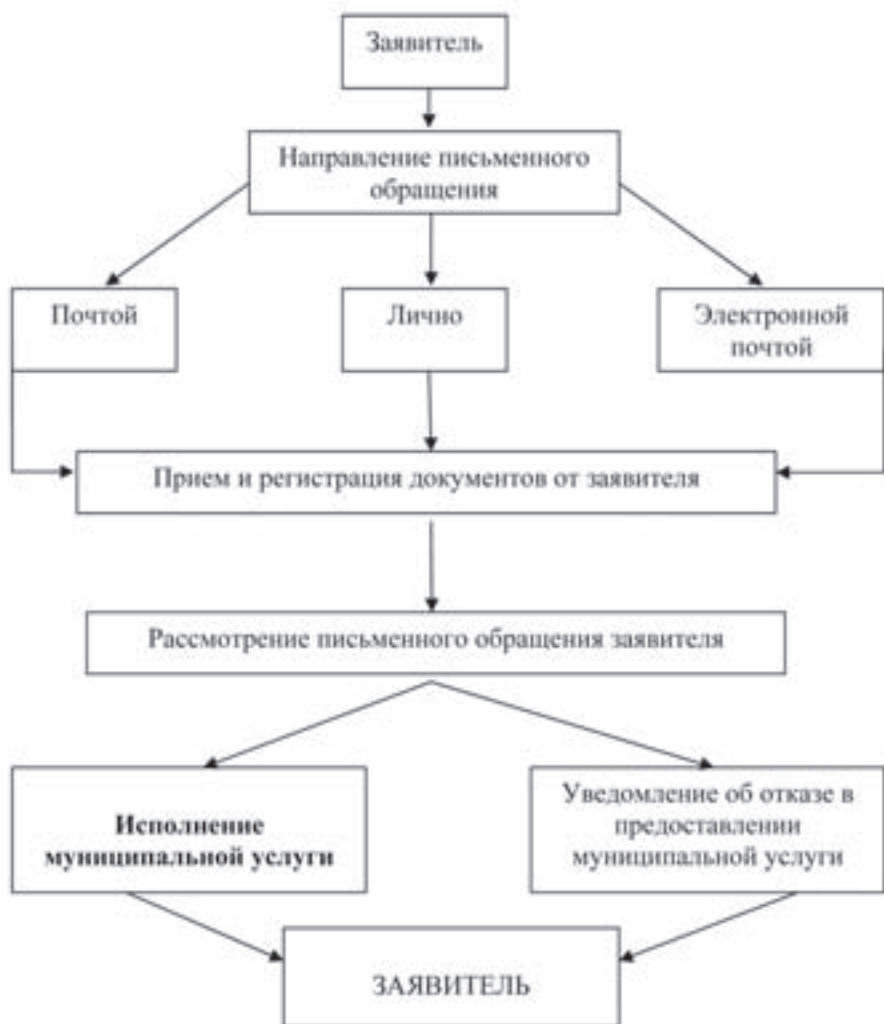 Заявитель
Направление письменного
обращения
Почтой
Лично
Электронной
почтой
Прием и регистрация документов от заявителя
Рассмотрение письменного обращения заявителя
Исполнение
муниципальной услуги
Уведомление об отказе в
предоставлении
муниципальной услуги
ЗАЯВИТЕЛЬ